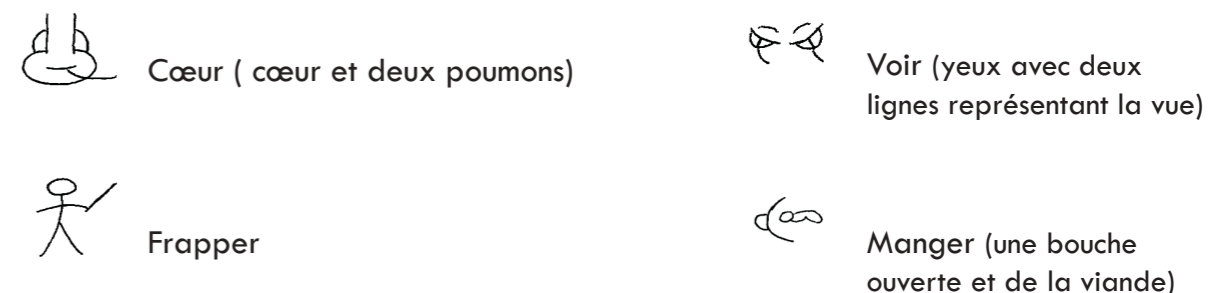 Cœur ( cœur et deux poumons)
Voir (yeux avec deux
lignes représentant la vue)
Frapper
Manger (une bouche
ouverte et de la viande)